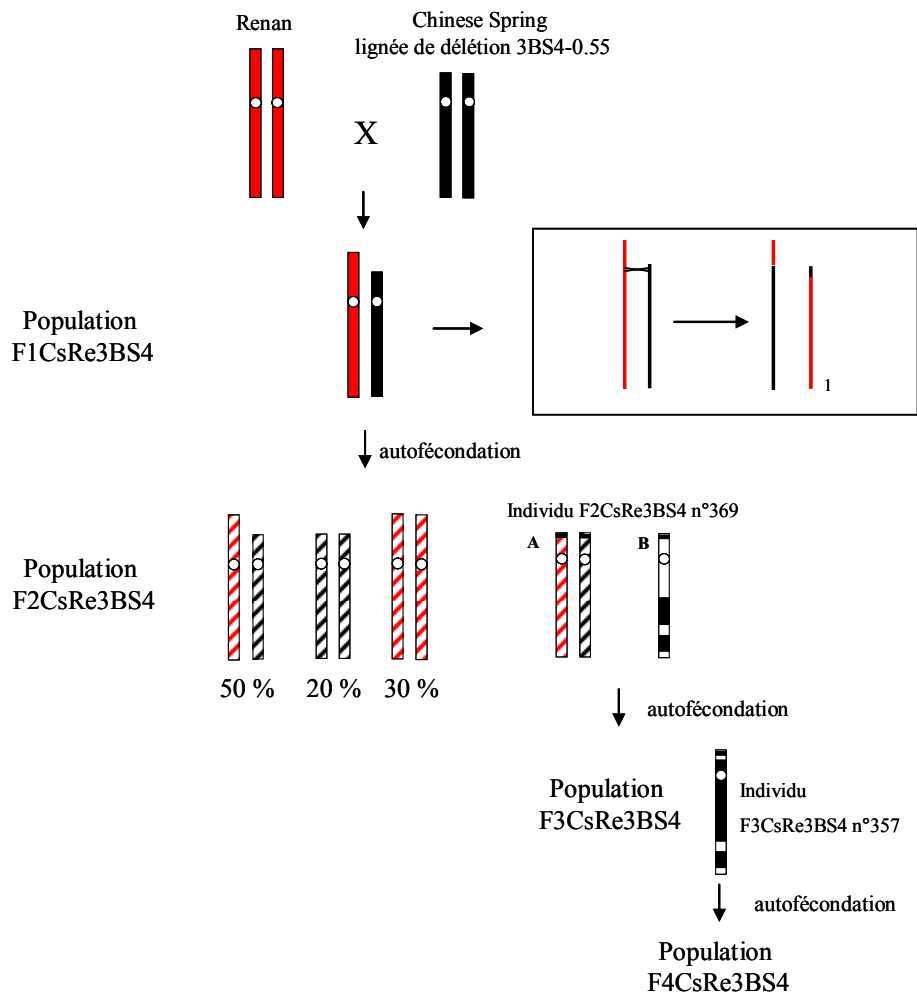 Renan
Chinese Spring
lignée de délétion 3BS4-0.55
X
Population
F1CsRe3BS4
1
autofécondation
Individu F2CsRe3BS4 n°369
A
B
Population
F2CsRe3BS4
50 %
20 %
30 %
autofécondation
Population
F3CsRe3BS4
Individu
F3CsRe3BS4 n°357
autofécondation
Population
F4CsRe3BS4